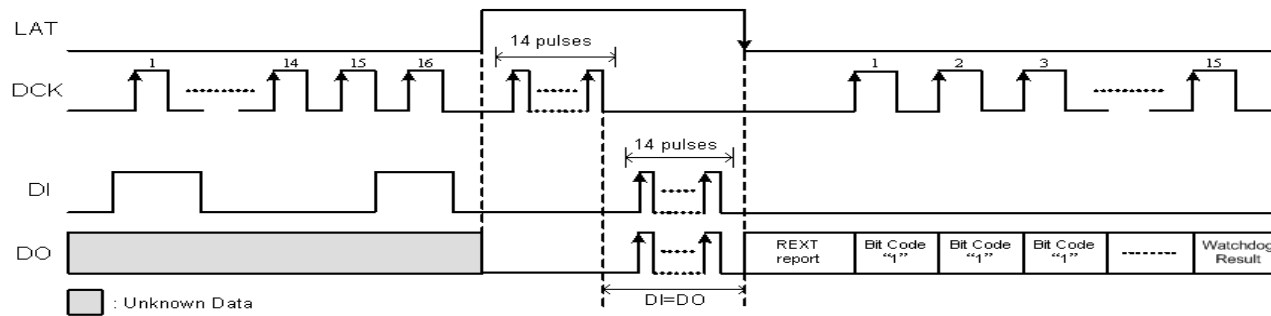 LAT
14 pulses
1
14
15
16
1
2
3
15
DCK
14 pulses
DI
DO
REXT report
Bit Code "1"
Bit Code "1"
Bit Code "1"
Watchdog Result
DI=DO
: Unknown Data